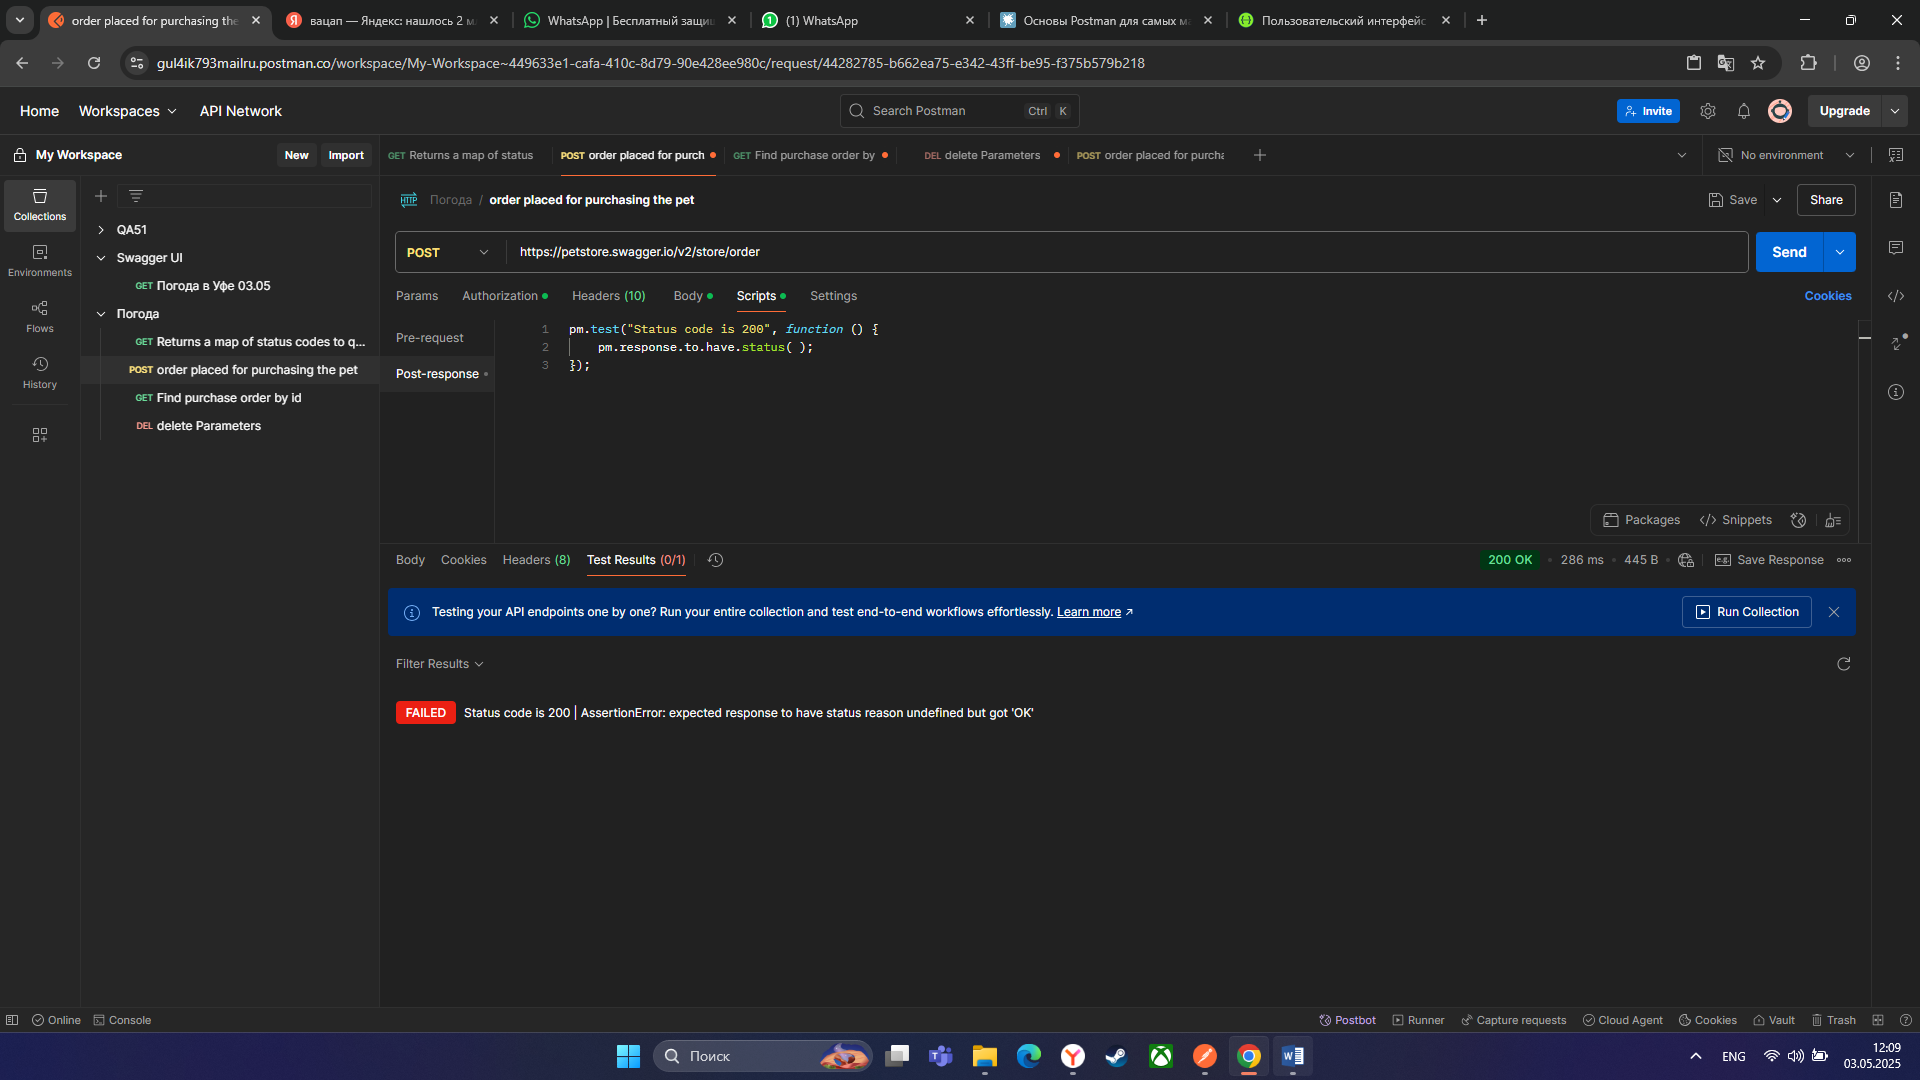 order placed for purchasing the
вацап — Яндекс: нашлось 2 м
WhatsApp | Бесплатный защищ
(1) WhatsApp
Основы Postman для самых м
Пользовательский интерфейс
gul4ik793mailru.postman.co/workspace/My-Workspace~449633e1-cafa-410c-8d79-90e428ee980c/request/44282785-b662ea75-e342-43ff-be95-f375b579b218
Home Workspaces API Network
Search Postman Ctrl K
Invite
Upgrade
My Workspace New Import
GET Returns a map of status
POST order placed for purch
GET Find purchase order by
DEL delete Parameters
POST order placed for purcha
No environment
Collections
Environments
Flows
History
QA51
Swagger UI
GET Погода в Уфе 03.05
Погода
GET Returns a map of status codes to q...
POST order placed for purchasing the pet
GET Find purchase order by id
DEL delete Parameters
HTTP Погода / order placed for purchasing the pet
Save Share
POST https://petstore.swagger.io/v2/store/order Send
Params Authorization Headers (10) Body Scripts Settings Cookies
Pre-request
Post-response
1 pm.test("Status code is 200", function () {
2 pm.response.to.have.status( );
3 });
Packages Snippets
Body Cookies Headers (8) Test Results (0/1)
200 OK 286 ms 445 B e.g. Save Response
Testing your API endpoints one by one? Run your entire collection and test end-to-end workflows effortlessly. Learn more
Run Collection
Filter Results
FAILED Status code is 200 | AssertionError: expected response to have status reason undefined but got 'OK'
Online Console
Postbot Runner Capture requests Cloud Agent Cookies Vault Trash
Поиск
ENG
12:09
03.05.2025